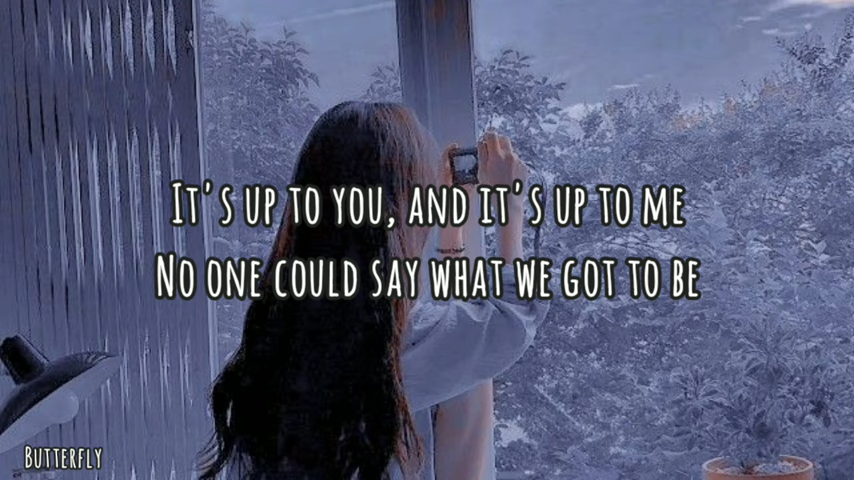 It's up to you, and it's up to me
No one could say what we got to be
Butterfly